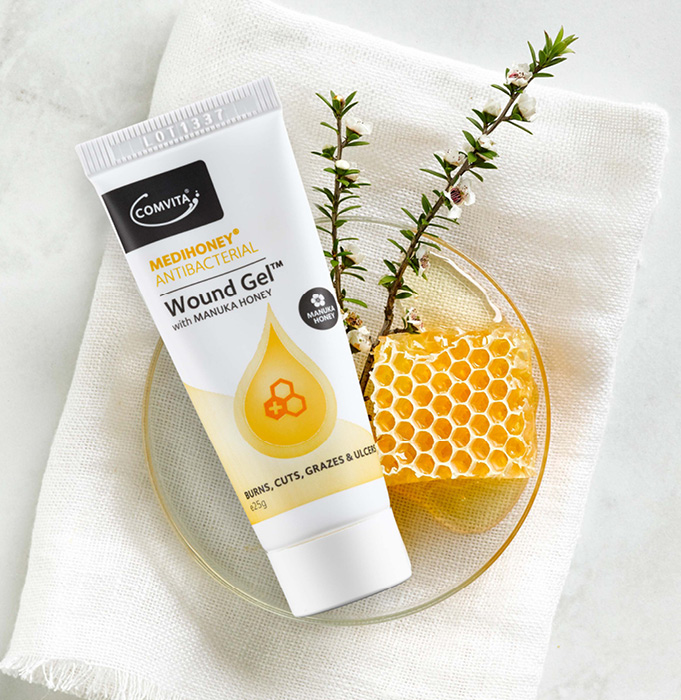 LOT1337
COMVITA®
MEDIHONEY®
ANTIBACTERIAL
Wound Gel™
with MANUKA HONEY
MANUKA
HONEY
BURNS, CUTS, GRAZES & ULCERS
e25g